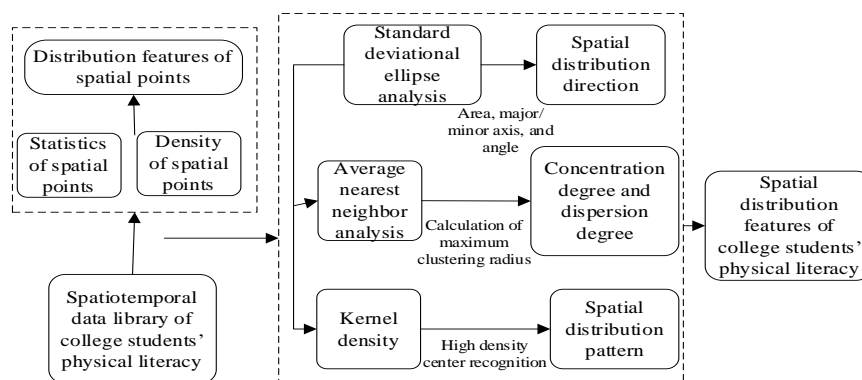 Distribution features of
spatial points
Statistics
of spatial
points
Density
of spatial
points
Spatiotemporal
data library of
college students’
physical literacy
Standard
deviational
ellipse
analysis
Area, major/
minor axis, and
angle
Spatial
distribution
direction
Average
nearest
neighbor
analysis
Calculation of
maximum
clustering radius
Concentration
degree and
dispersion
degree
Kernel
density
High density
center recognition
Spatial
distribution
pattern
Spatial
distribution
features of
college students’
physical literacy